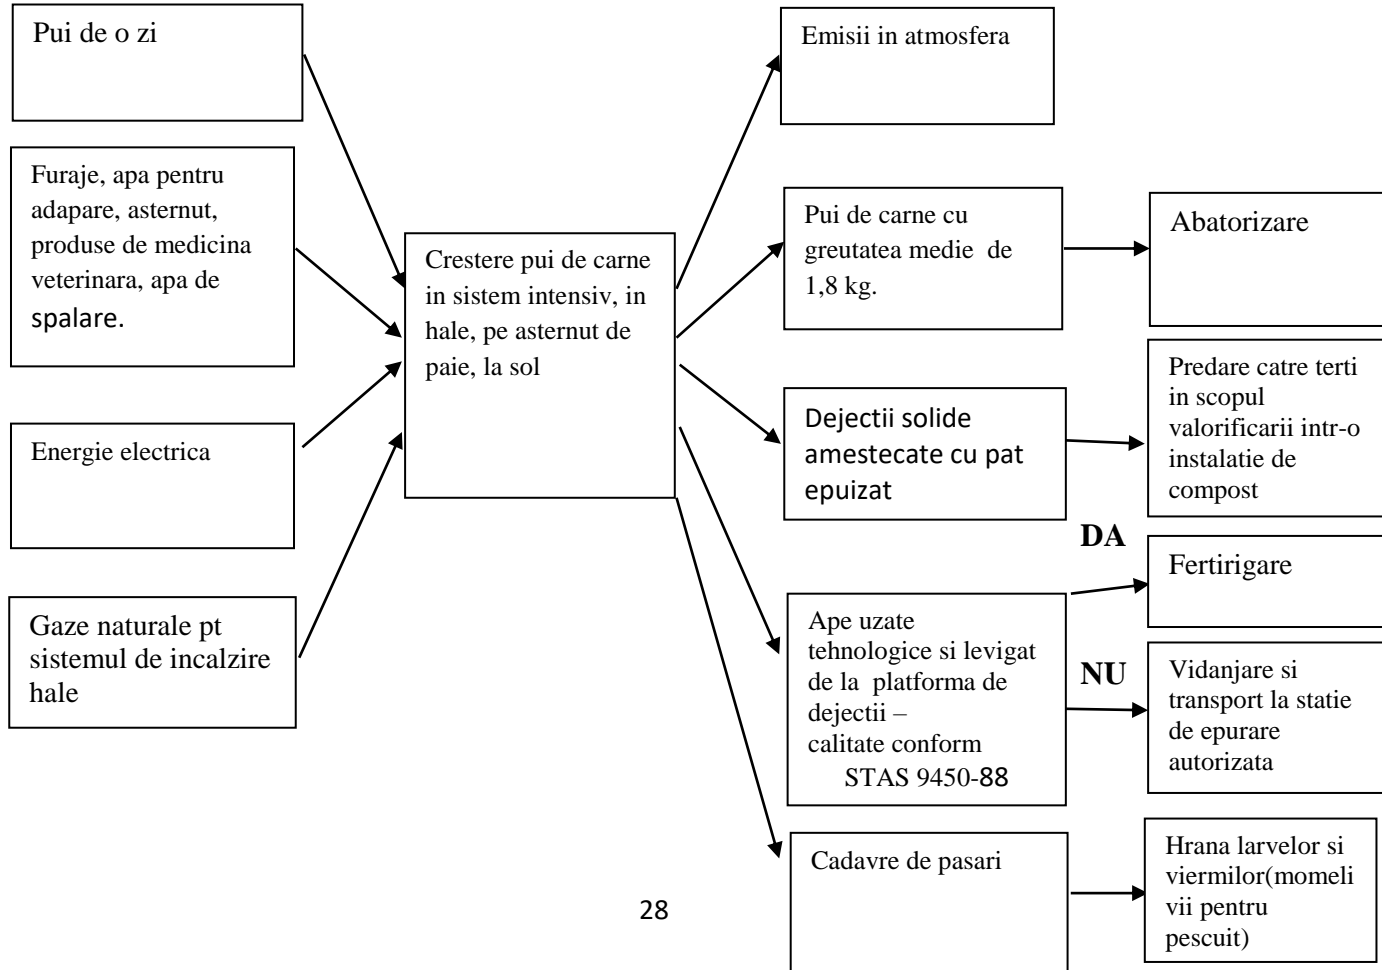 Pui de o zi
Furaje, apa pentru
adapare, asternut,
produse de medicina
veterinara, apa de
spalare.
Energie electrica
Gaze naturale pt
sistemul de incalzire
hale
Crestere pui de carne
in sistem intensiv, in
hale, pe asternut de
paie, la sol
Emisii in atmosfera
Pui de carne cu
greutatea medie de
1,8 kg.
Abatorizare
Dejectii solide
amestecate cu pat
epuizat
Predare catre terti
in scopul
valorificarii intr-o
instalatie de
compost
DA
Fertirigare
Ape uzate
tehnologice si levigat
de la platforma de
dejectii –
calitate conform
STAS 9450-88
NU
Vidanjare si
transport la statie
de epurare
autorizata
Cadavre de pasari
Hrana larvelor si
viermilor(momeli
vii pentru
pescuit)
28